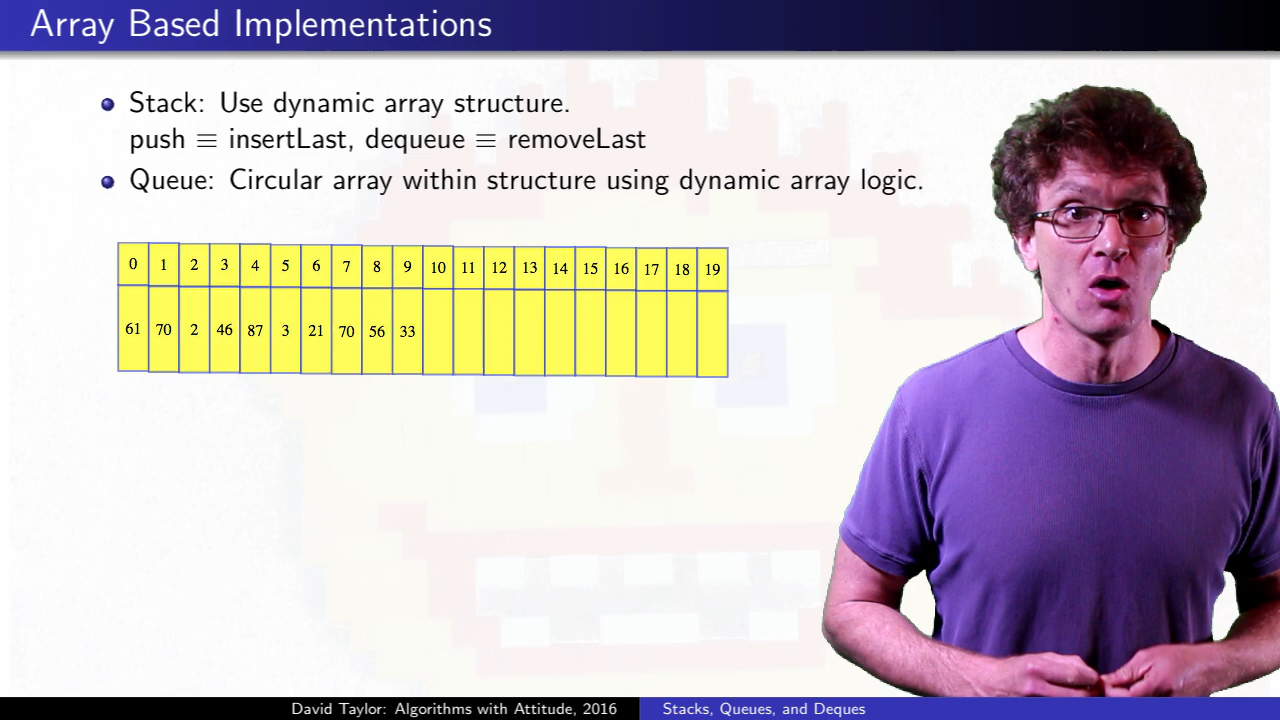 Array Based Implementations
Stack: Use dynamic array structure.
push ≡ insertLast, dequeue ≡ removeLast
Queue: Circular array within structure using dynamic array logic.
0 1 2 3 4 5 6 7 8 9 10 11 12 13 14 15 16 17 18 19
61 70 2 46 87 3 21 70 56 33
David Taylor: Algorithms with Attitude, 2016 Stacks, Queues, and Deques